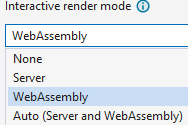 Interactive render mode
WebAssembly
None
Server
WebAssembly
Auto (Server and WebAssembly)